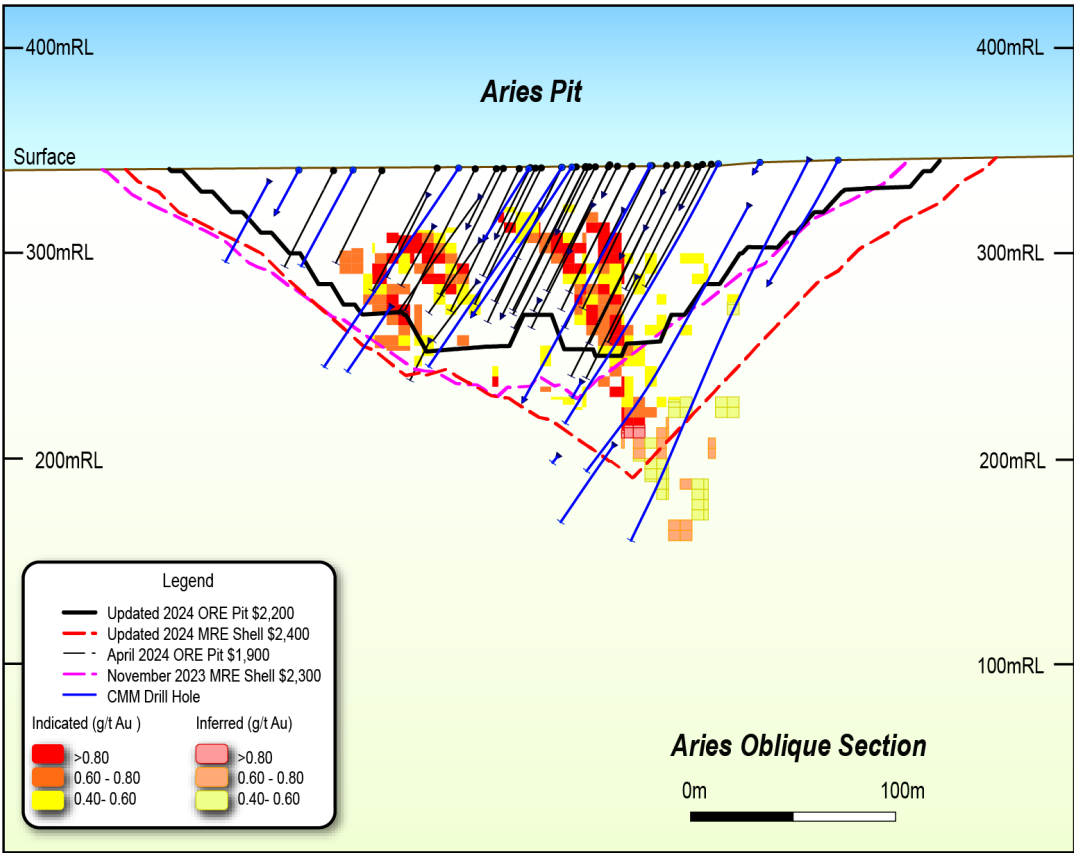 400mRL
400mRL
Aries Pit
Surface
300mRL
300mRL
200mRL
200mRL
Legend
Updated 2024 ORE Pit $2,200
Updated 2024 MRE Shell $2,400
April 2024 ORE Pit $1,900
November 2023 MRE Shell $2,300
CMM Drill Hole
100mRL
Indicated (g/t Au )
Inferred (g/t Au)
>0.80
>0.80
0.60 - 0.80
0.60 - 0.80
0.40- 0.60
0.40- 0.60
Aries Oblique Section
0m
100m